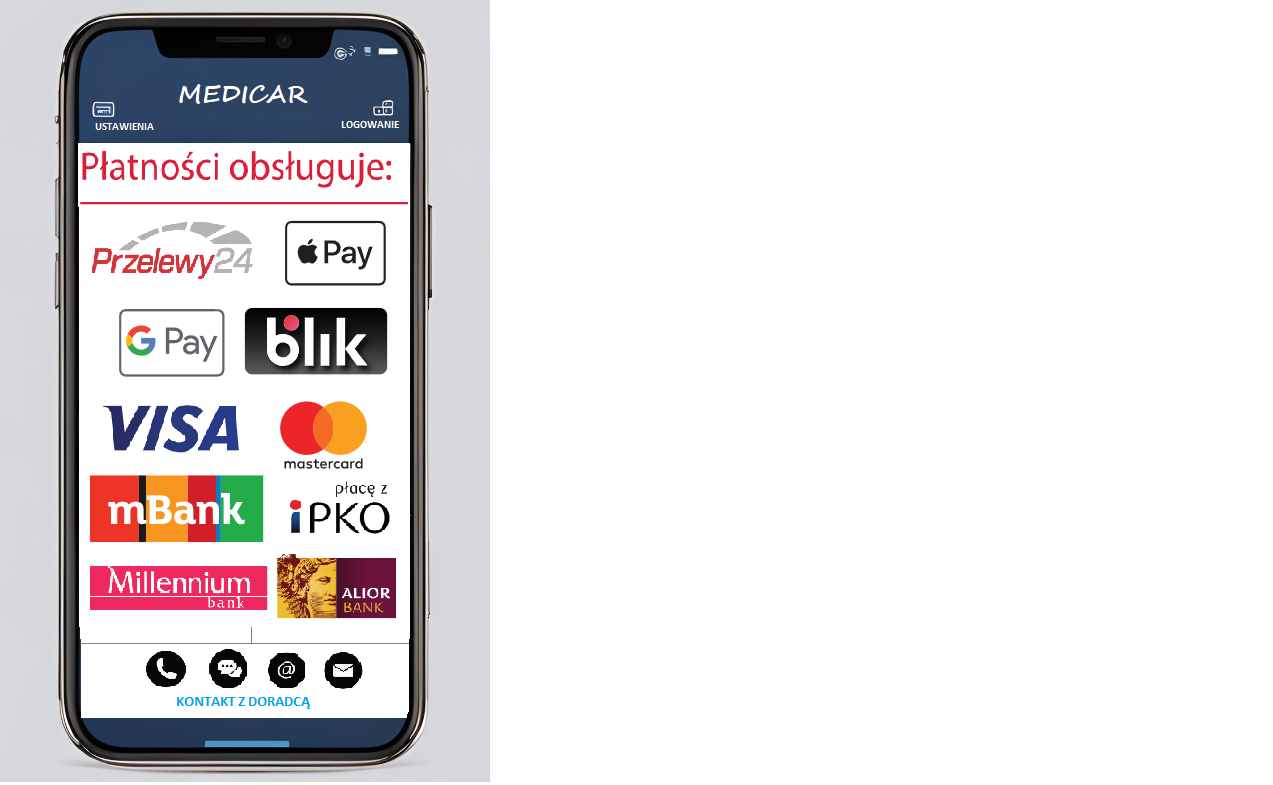 MEDICAR
USTAWIENIA
LOGOWANIE
Płatności obsługuje:
Przelewy24
Pay
G Pay
blik
VISA
mastercard
mBank
płacę z
iPKO
Millennium
bank
ALIOR
BANK
@
KONTAKT Z DORADCĄ